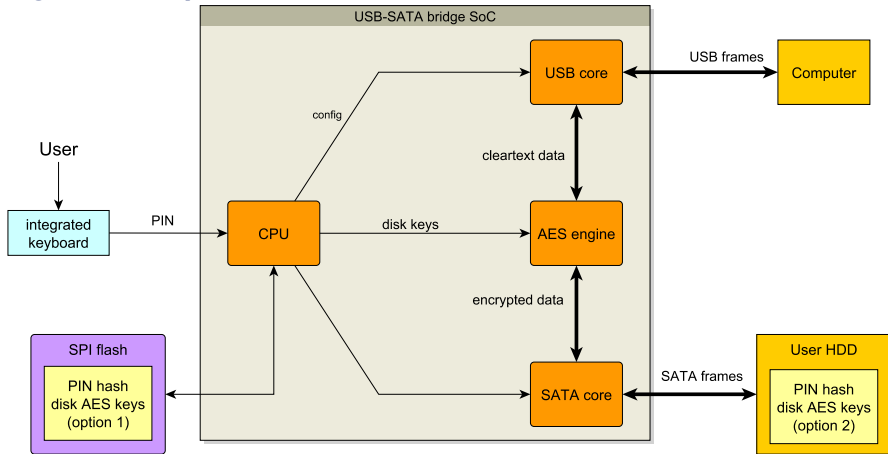 USB-SATA bridge SoC
USB core
USB frames
Computer
config
cleartext data
User
integrated
keyboard
PIN
CPU
disk keys
AES engine
encrypted data
SPI flash
PIN hash
disk AES keys
(option 1)
SATA core
SATA frames
User HDD
PIN hash
disk AES keys
(option 2)